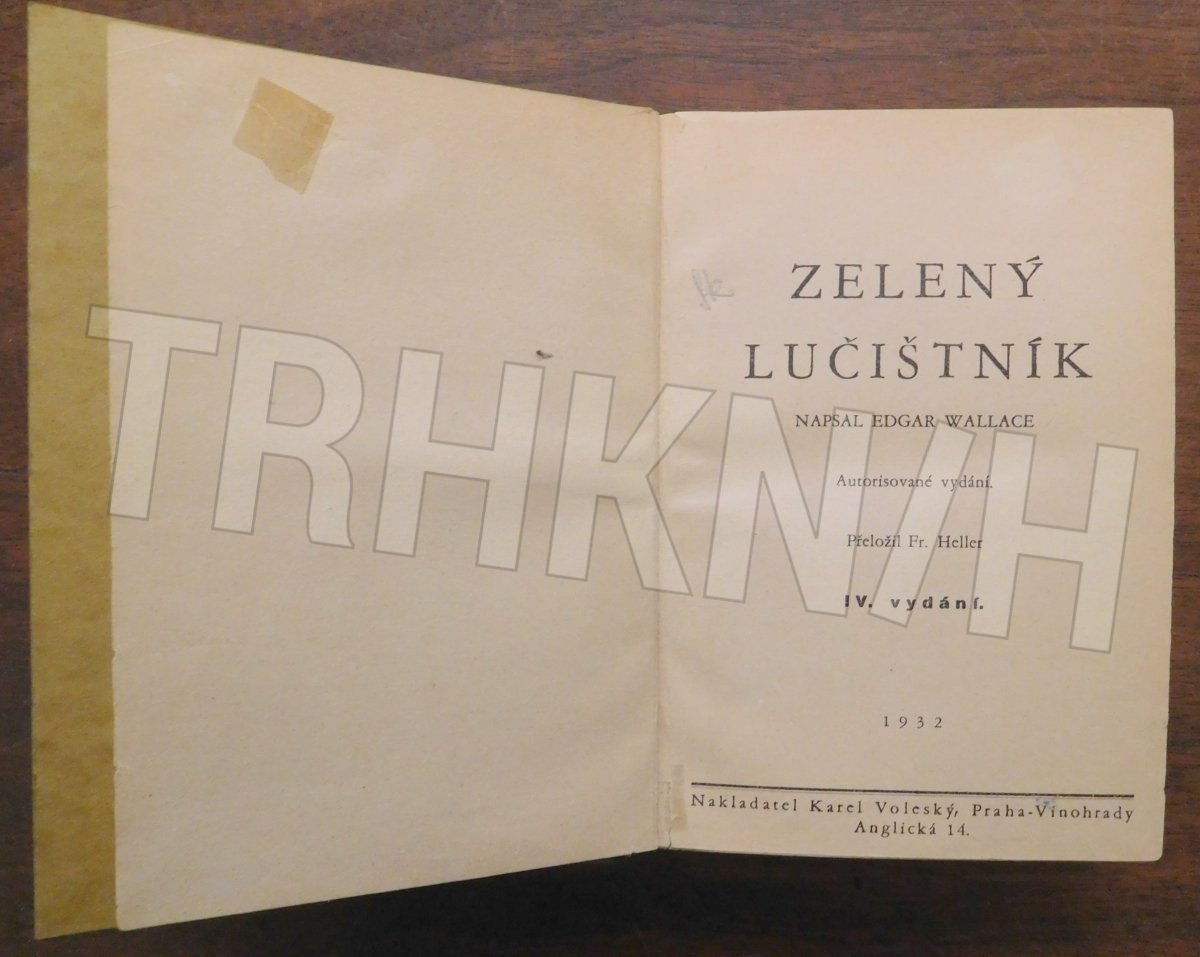 ZELENÝ
LUČIŠTNÍK
NAPSAL EDGAR WALLACE
Autorisované vydání.
Přeložil Fr. Heller
IV. vydání.
1932
Nakladatel Karel Voleský, Praha-Vinohrady
Anglická 14.
TRHKNIH